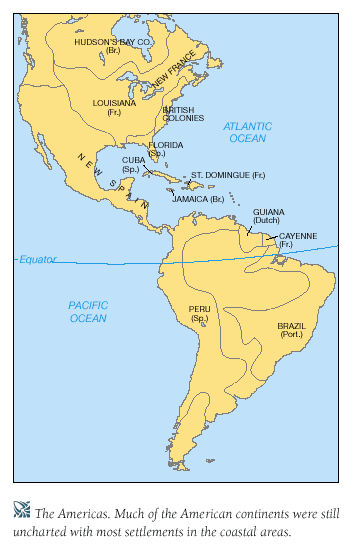 HUDSON'S BAY CO.
(Br.)
NEW FRANCE
LOUISIANA
(Fr.)
BRITISH
COLONIES
ATLANTIC
OCEAN
FLORIDA
(Sp.)
CUBA
(Sp.)
NEW SPAIN
ST. DOMINGUE (Fr.)
JAMAICA (Br.)
GUIANA
(Dutch)
CAYENNE
(Fr.)
Equator
PACIFIC
OCEAN
PERU
(Sp.)
BRAZIL
(Port.)
The Americas. Much of the American continents were still
uncharted with most settlements in the coastal areas.